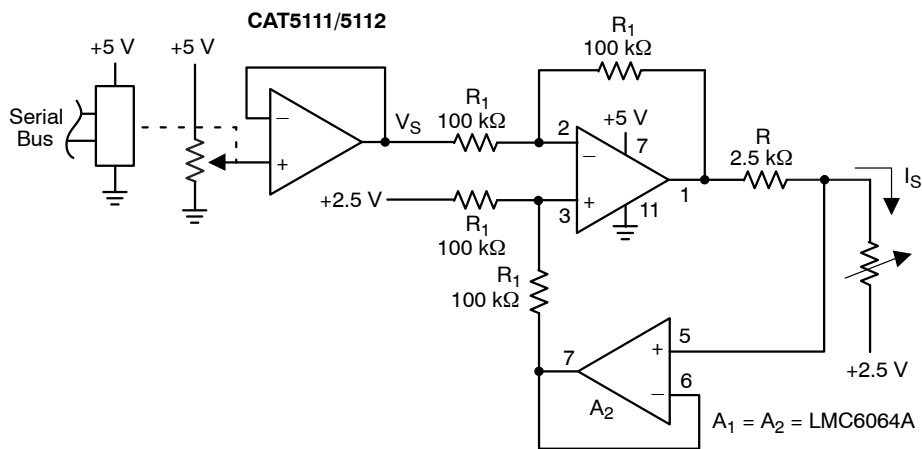 CAT5111/5112
+5 V
+5 V
Serial
Bus
−
+
V_S
R_1
100 kΩ
R_1
100 kΩ
+5 V
2
−
7
+2.5 V
3
+
11
1
R_1
100 kΩ
R
2.5 kΩ
I_S
R_1
100 kΩ
7
+
5
−
6
A_2
+2.5 V
A_1 = A_2 = LMC6064A